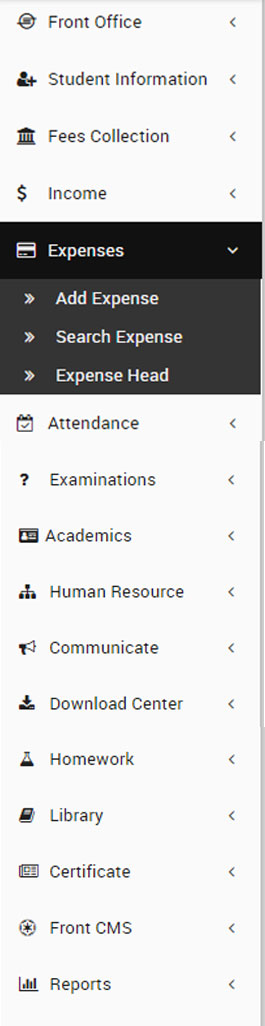 Front Office
Student Information
Fees Collection
$ Income
Expenses
Add Expense
Search Expense
Expense Head
Attendance
? Examinations
Academics
Human Resource
Communicate
Download Center
Homework
Library
Certificate
Front CMS
Reports